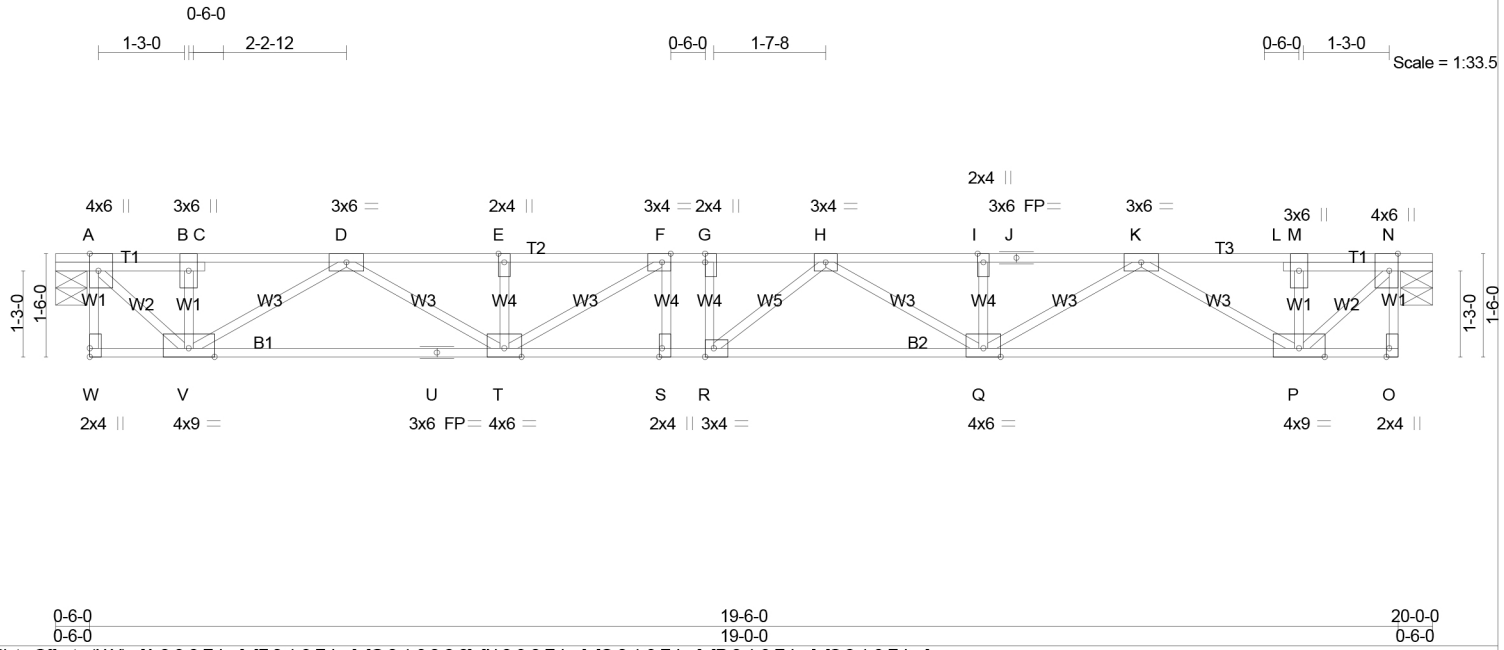 0-6-0
1-3-0 2-2-12 0-6-0 1-7-8 0-6-0 1-3-0
Scale = 1:33.5
2x4 ||
4x6 || 3x6 || 3x6 = 2x4 || 3x4 = 2x4 || 3x4 = 3x6 FP= 3x6 = 3x6 || 4x6 ||
A B C D E F G H I J K L M N
T1 T2 T3 T1
1-3-0 1-6-0 W1 W2 W1 W3 W3 W4 W3 W4 W4 W5 W3 W4 W3 W3 W1 W2 W1 1-3-0 1-6-0
B1 B2
W V U T S R Q P O
2x4 || 4x9 = 3x6 FP= 4x6 = 2x4 || 3x4 = 4x6 = 4x9 = 2x4 ||
0-6-0 19-6-0 20-0-0
0-6-0 19-0-0 0-6-0